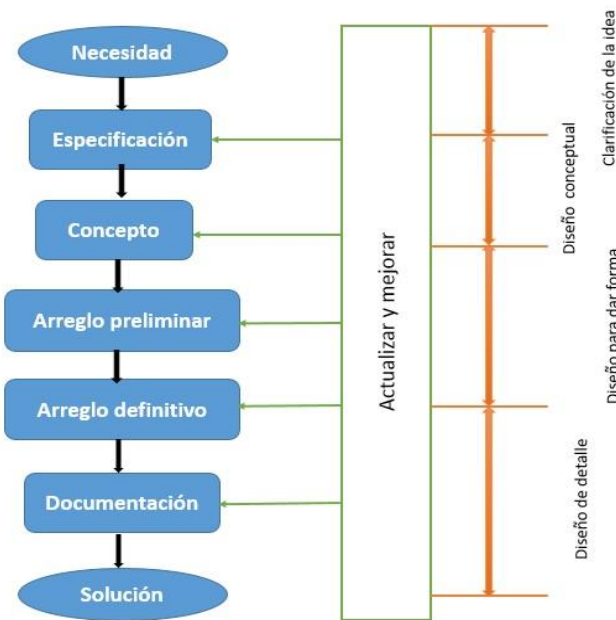 Necesidad
Especificación
Concepto
Arreglo preliminar
Arreglo definitivo
Documentación
Solución
Actualizar y mejorar
Clarificación de la idea
Diseño conceptual
Diseño para dar forma
Diseño de detalle